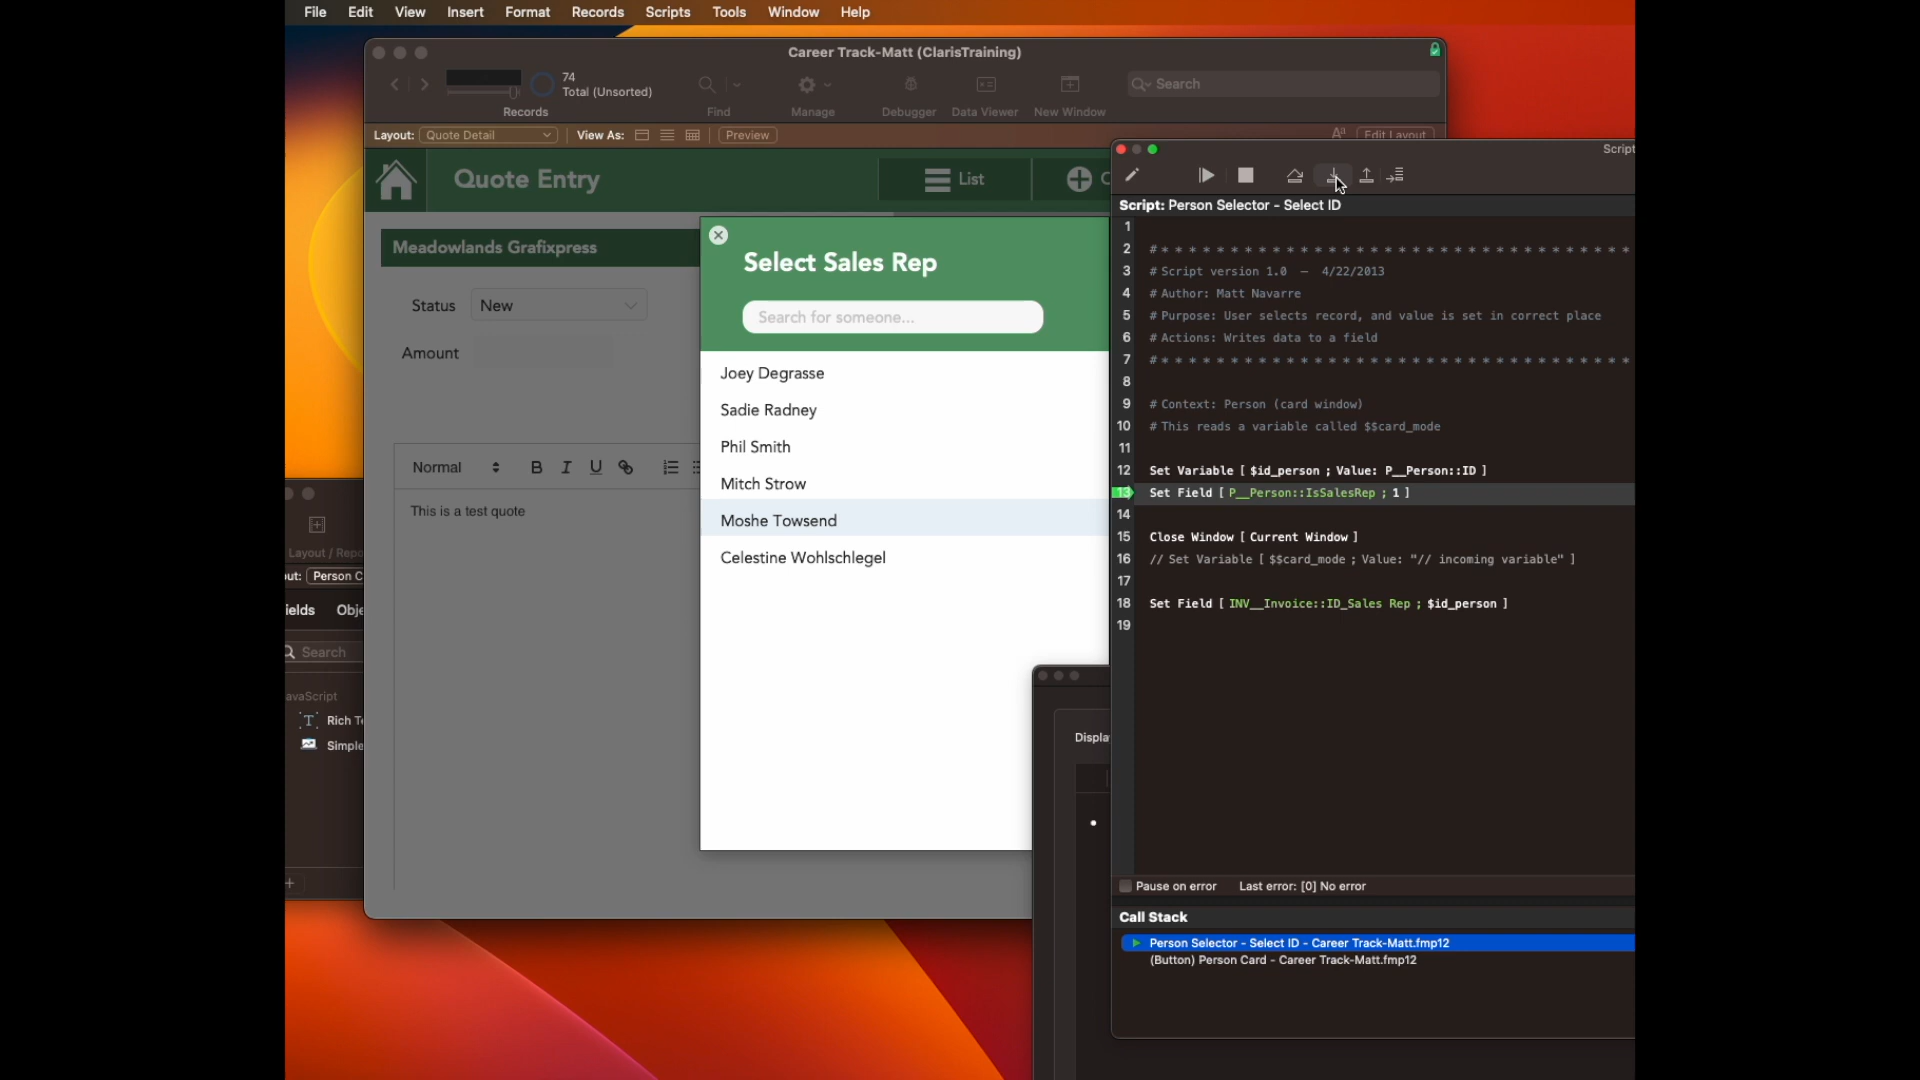 File Edit View Insert Format Records Scripts Tools Window Help
Career Track-Matt (ClarisTraining)
74
Total (Unsorted)
Records Find Manage Debugger Data Viewer New Window
Search
Layout: Quote Detail View As: Preview Aa Edit Layout
Quote Entry
List
Meadowlands Grafixpress
Status New
Amount
Normal B I U
This is a test quote
Select Sales Rep
Search for someone...
Joey Degrasse
Sadie Radney
Phil Smith
Mitch Strow
Moshe Towsend
Celestine Wohlschlegel
Layout / Repo
out: Person C
ields Obje
Search
avaScript
T Rich Te
Simple
+
Displa
Script
Script: Person Selector - Select ID
1
2 # * * * * * * * * * * * * * * * * * * * * * * * * * * * * * * * * * *
3 # Script version 1.0 — 4/22/2013
4 # Author: Matt Navarre
5 # Purpose: User selects record, and value is set in correct place
6 # Actions: Writes data to a field
7 # * * * * * * * * * * * * * * * * * * * * * * * * * * * * * * * * * *
8
9 # Context: Person (card window)
10 # This reads a variable called $$card_mode
11
12 Set Variable [ $id_person ; Value: P__Person::ID ]
13 Set Field [ P__Person::IsSalesRep ; 1 ]
14
15 Close Window [ Current Window ]
16 // Set Variable [ $$card_mode ; Value: "// incoming variable" ]
17
18 Set Field [ INV__Invoice::ID_Sales Rep ; $id_person ]
19
Pause on error Last error: [0] No error
Call Stack
Person Selector - Select ID - Career Track-Matt.fmp12
(Button) Person Card - Career Track-Matt.fmp12